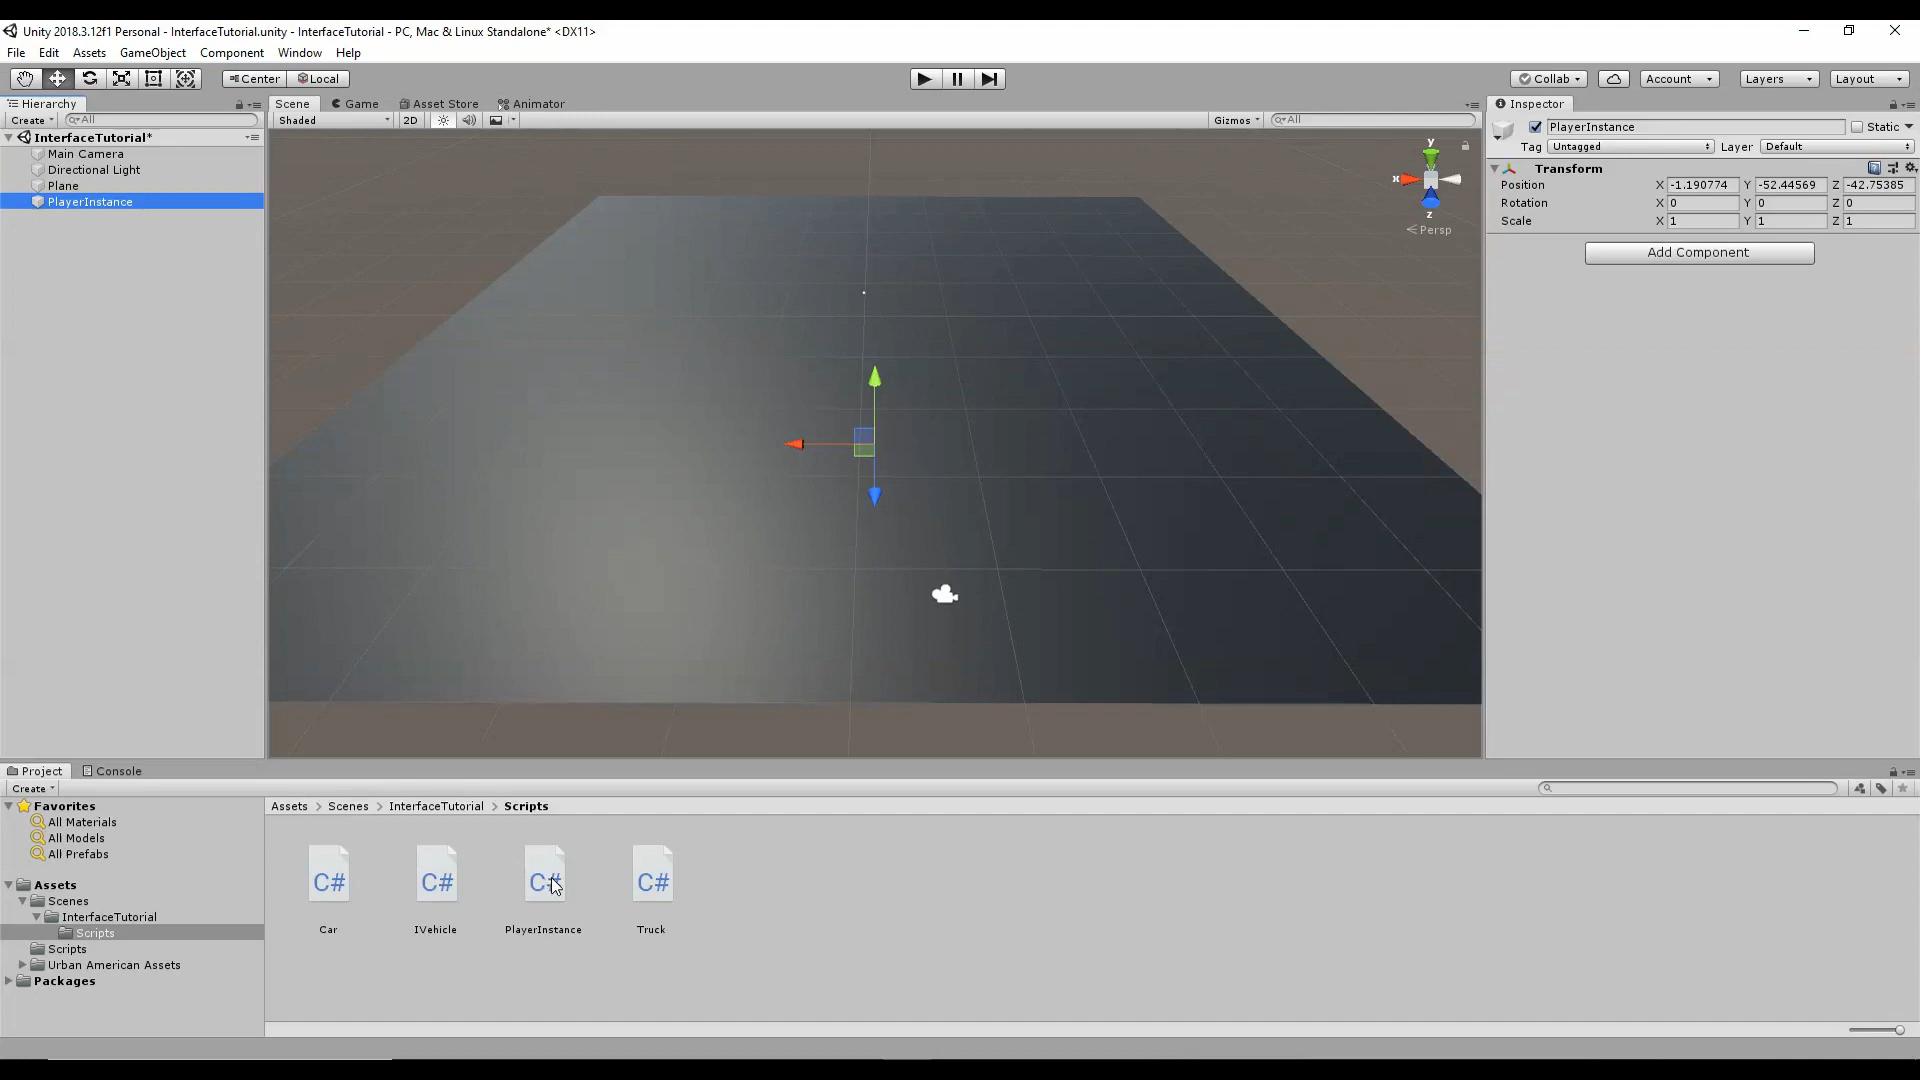 Unity 2018.3.12f1 Personal - InterfaceTutorial.unity - InterfaceTutorial - PC, Mac & Linux Standalone* <DX11>
File Edit Assets GameObject Component Window Help
Center Local Collab Account Layers Layout
Hierarchy Scene Game Asset Store Animator Inspector
Create All Shaded 2D Gizmos All
PlayerInstance Static
InterfaceTutorial*
Tag Untagged Layer Default
Main Camera
Directional Light
Plane
PlayerInstance
Transform
Position X -1.190774 Y -52.44569 Z -42.75385
Rotation X 0 Y 0 Z 0
Scale X 1 Y 1 Z 1
Add Component
y
x
z
Persp
Project Console
Create
Favorites
All Materials
All Models
All Prefabs
Assets
Scenes
InterfaceTutorial
Scripts
Scripts
Urban American Assets
Packages
Assets > Scenes > InterfaceTutorial > Scripts
C# C# C# C#
Car IVehicle PlayerInstance Truck